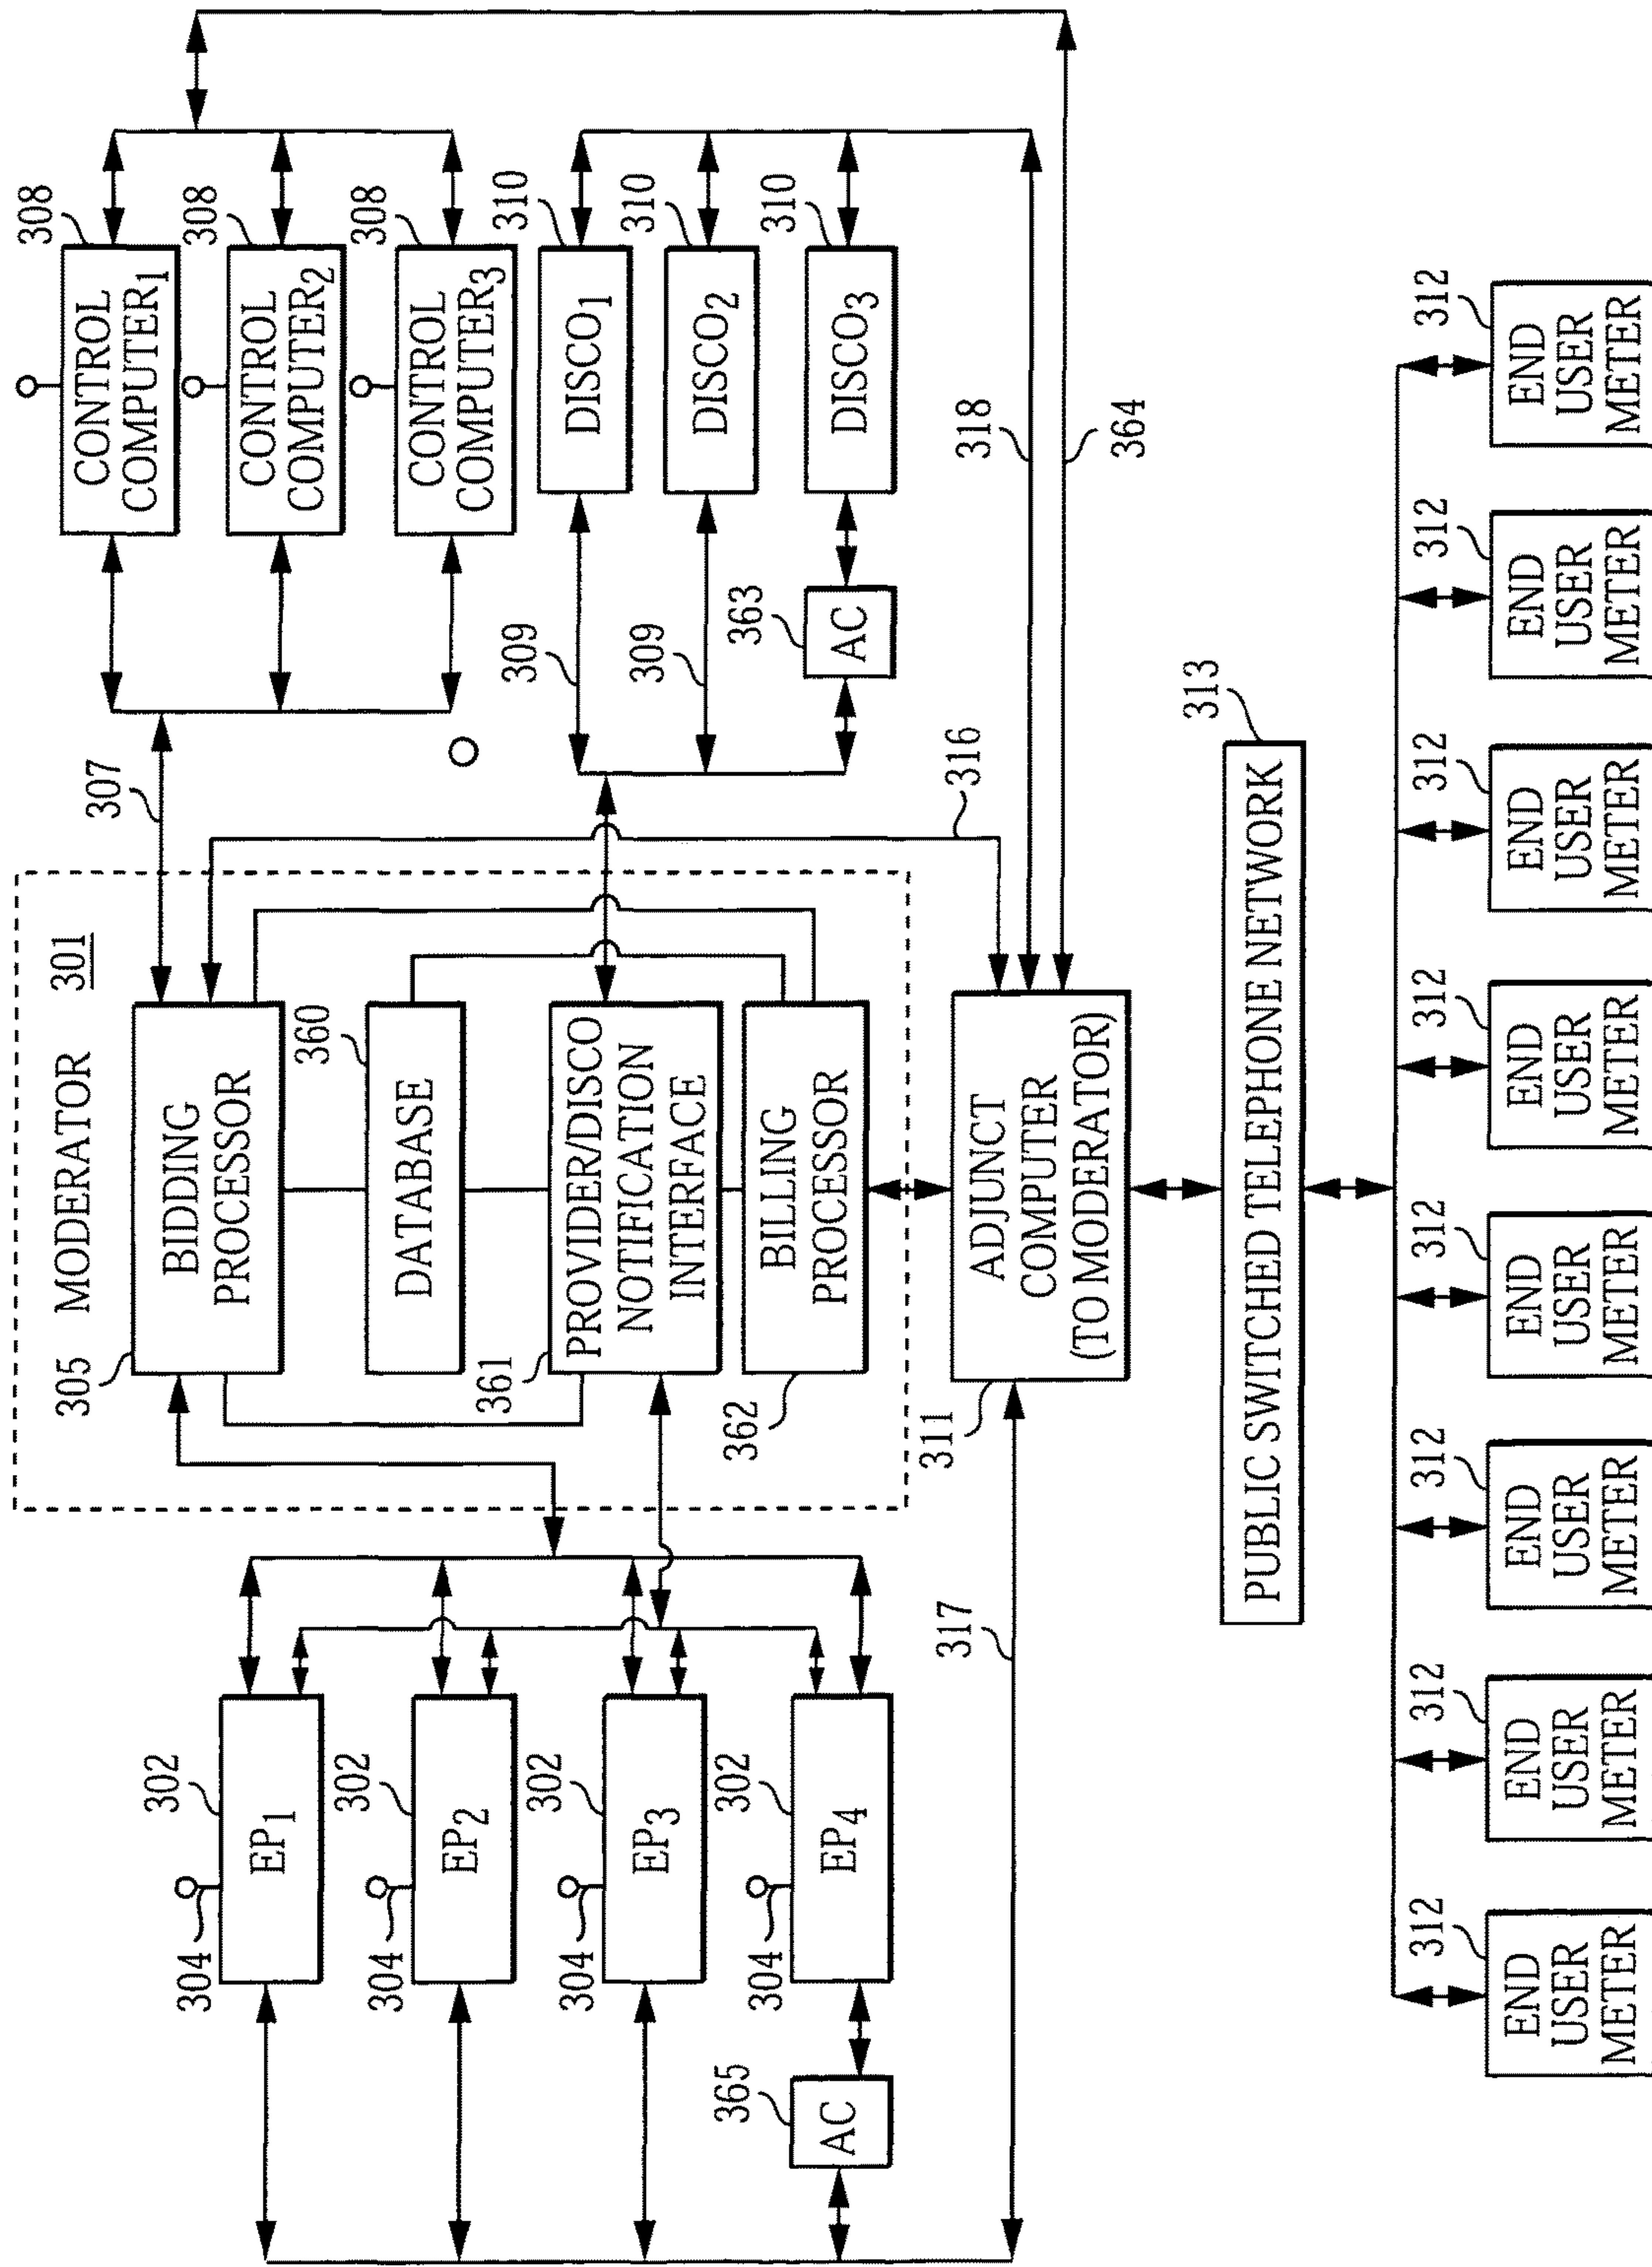 MODERATOR 301
305
BIDDING
PROCESSOR
360
DATABASE
361
PROVIDER/DISCO
NOTIFICATION
INTERFACE
362
BILLING
PROCESSOR
302
EP1
304
302
EP2
304
302
EP3
304
302
EP4
304
365
AC
307
308
CONTROL
COMPUTER1
308
CONTROL
COMPUTER2
308
CONTROL
COMPUTER3
309
310
DISCO1
309
310
DISCO2
363
AC
310
DISCO3
316
318
364
317
311
ADJUNCT
COMPUTER
(TO MODERATOR)
313
PUBLIC SWITCHED TELEPHONE NETWORK
312
END
USER
METER
312
END
USER
METER
312
END
USER
METER
312
END
USER
METER
312
END
USER
METER
312
END
USER
METER
312
END
USER
METER
312
END
USER
METER